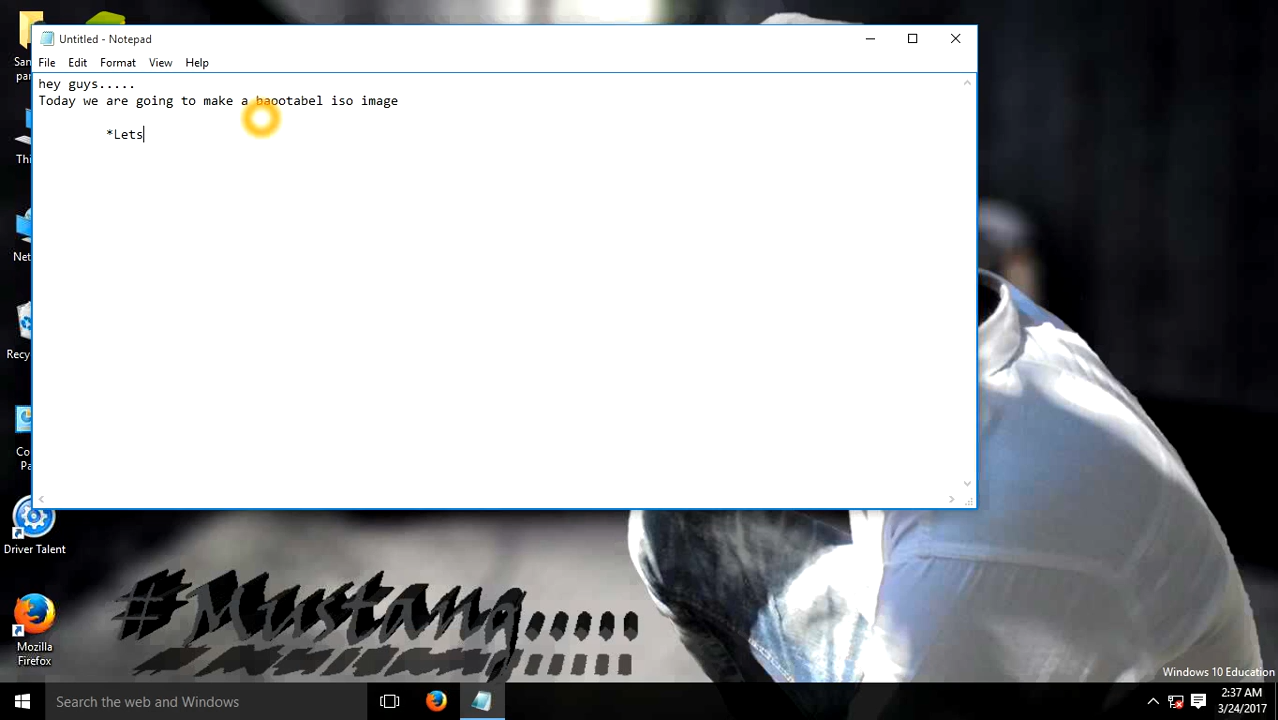 Untitled - Notepad
File Edit Format View Help
hey guys.....
Today we are going to make a baootabel iso image
*Lets
Driver Talent
Mozilla
Firefox
#Mustang.....
Windows 10 Education
Search the web and Windows
2:37 AM
3/24/2017